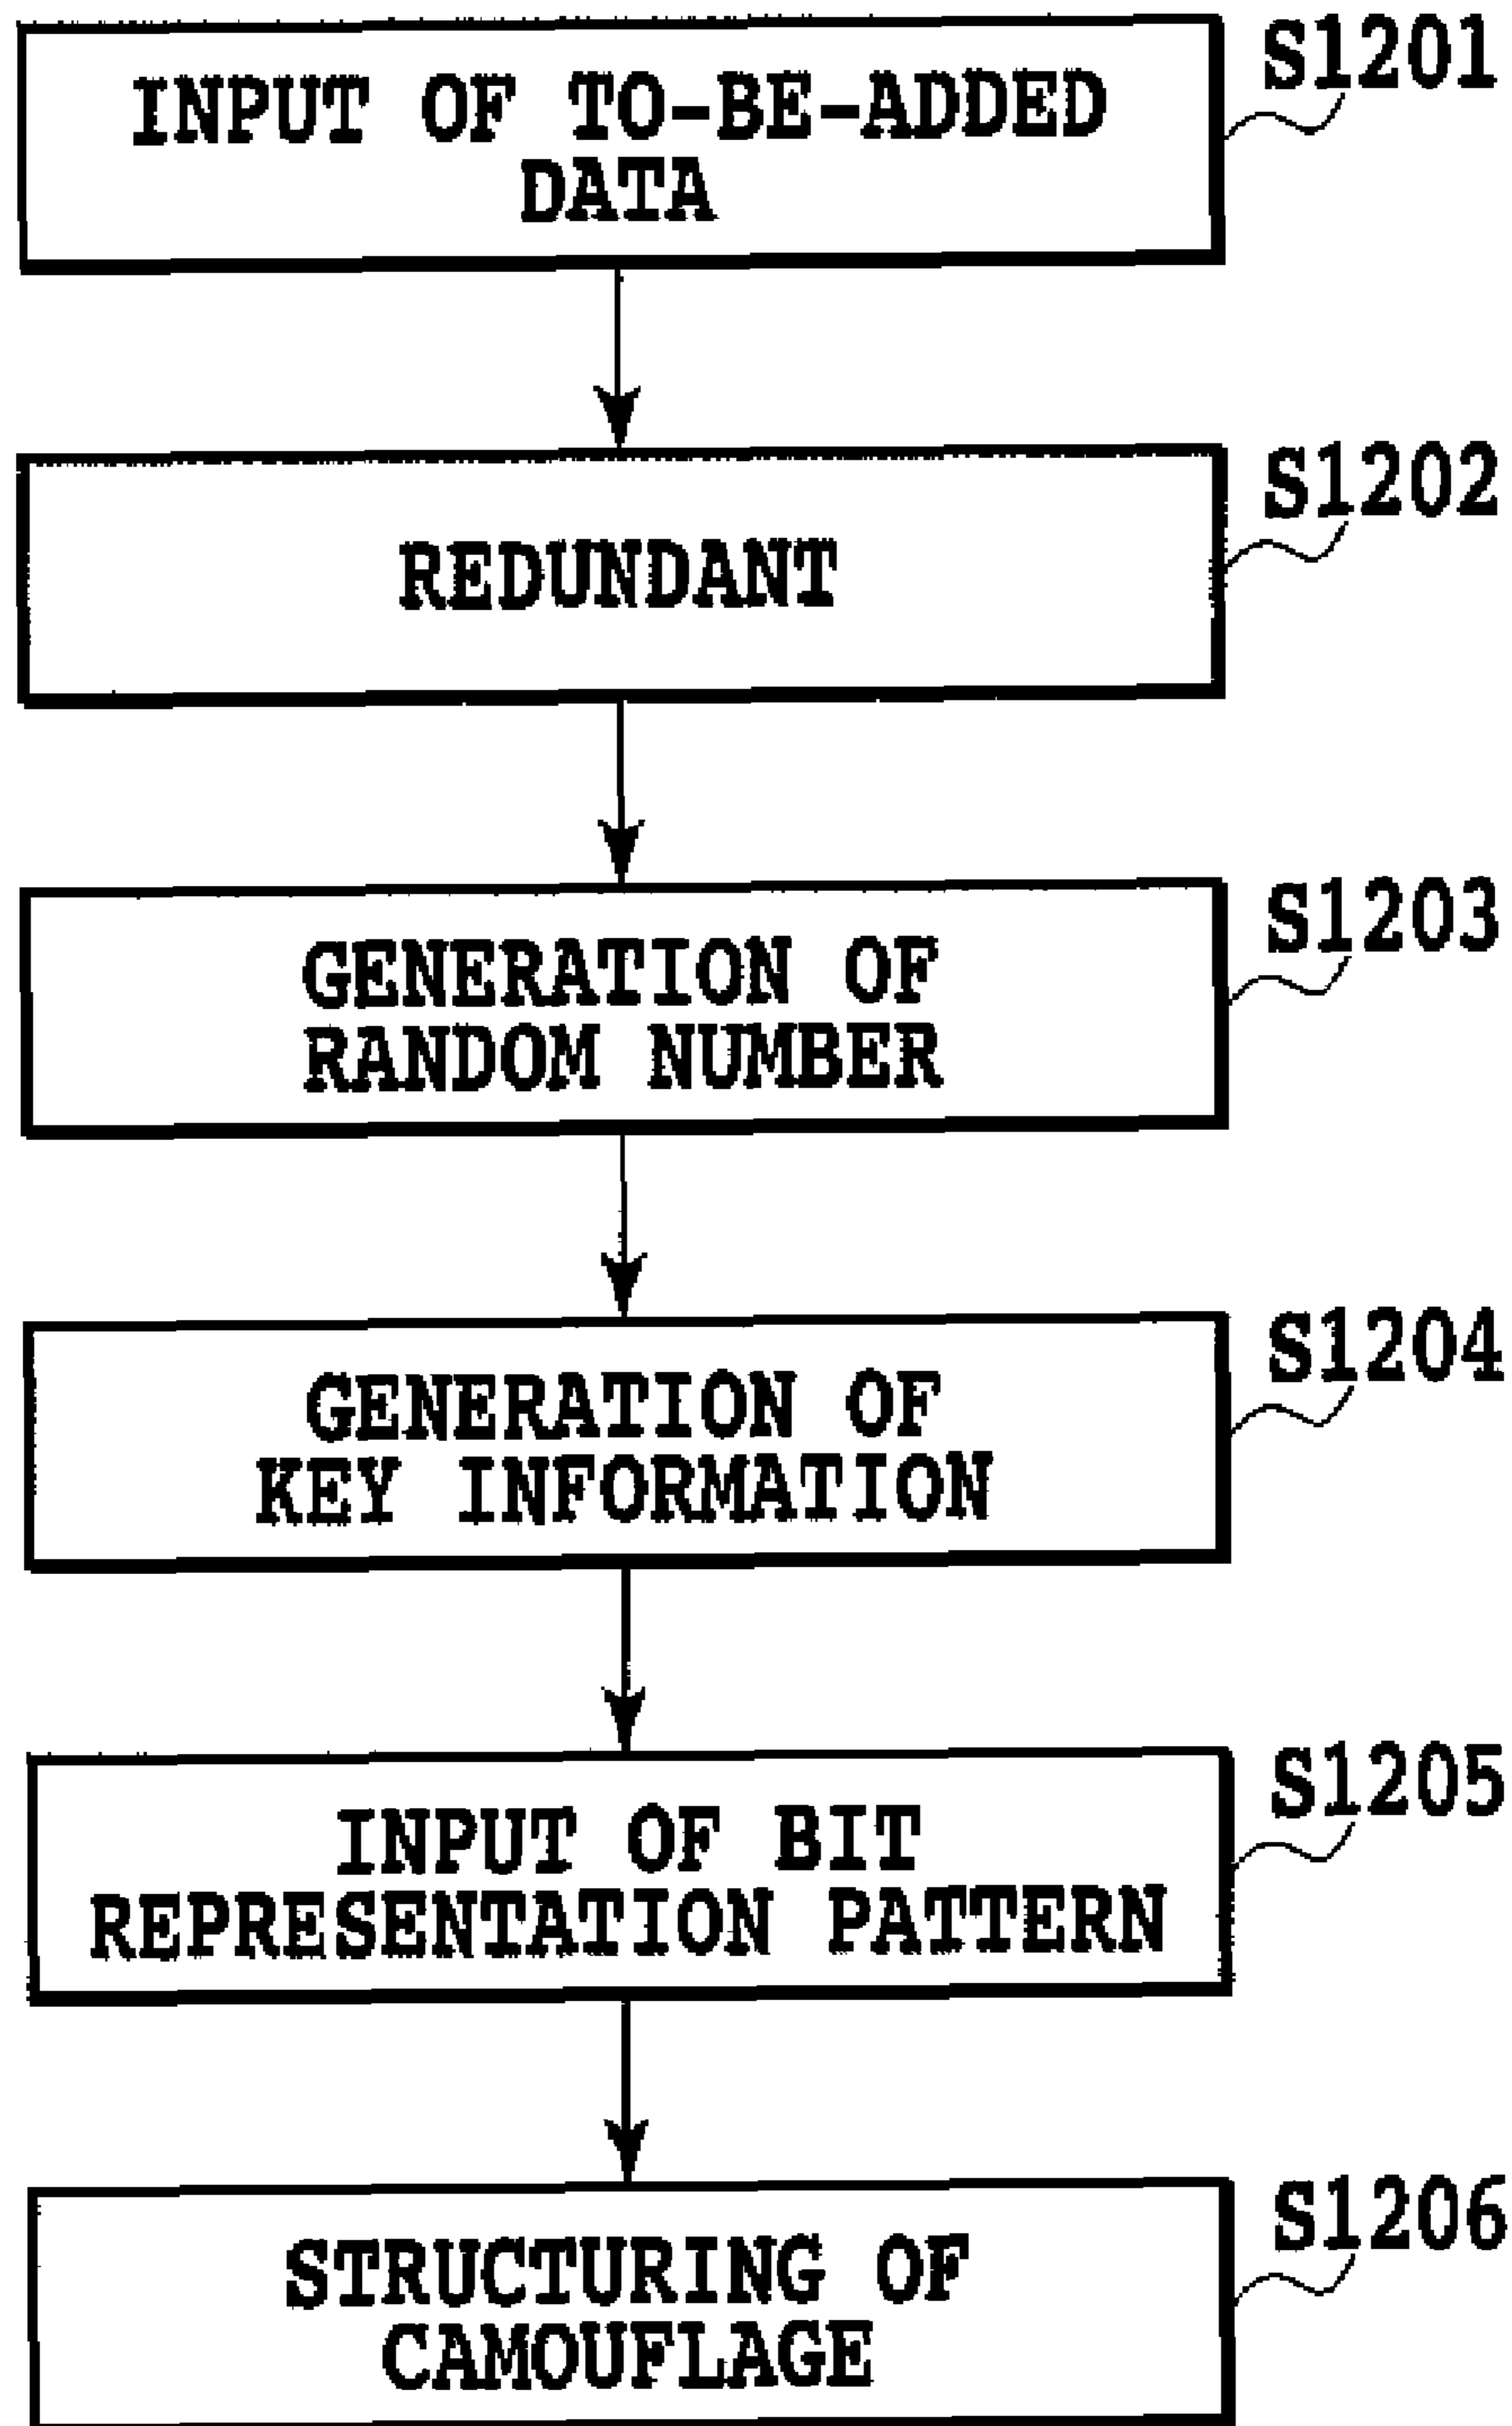 S1201
INPUT OF TO-BE-ADDED
DATA
S1202
REDUNDANT
S1203
GENERATION OF
RANDOM NUMBER
S1204
GENERATION OF
KEY INFORMATION
S1205
INPUT OF BIT
REPRESENTATION PATTERN
S1206
STRUCTURING OF
CAMOUFLAGE